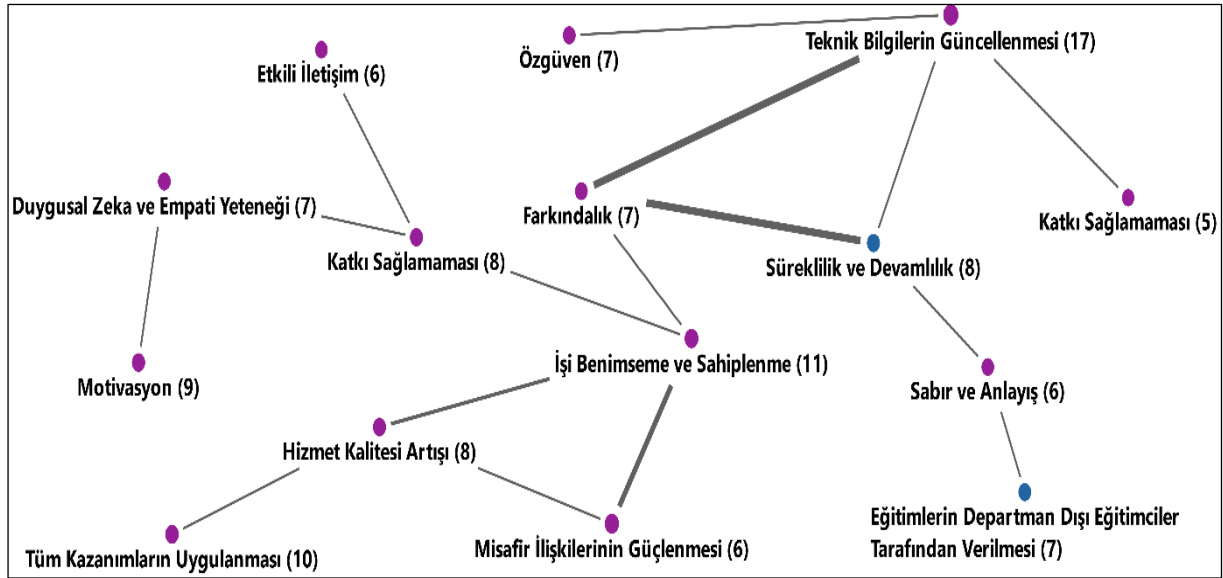 Teknik Bilgilerin Güncellenmesi (17)
Özgüven (7)
Etkili İletişim (6)
Duygusal Zeka ve Empati Yeteneği (7)
Farkındalık (7)
Katkı Sağlamaması (5)
Katkı Sağlamaması (8)
Süreklilik ve Devamlılık (8)
İşi Benimseme ve Sahiplenme (11)
Motivasyon (9)
Sabır ve Anlayış (6)
Hizmet Kalitesi Artışı (8)
Eğitimlerin Departman Dışı Eğitimciler
Tarafından Verilmesi (7)
Tüm Kazanımların Uygulanması (10)
Misafir İlişkilerinin Güçlenmesi (6)